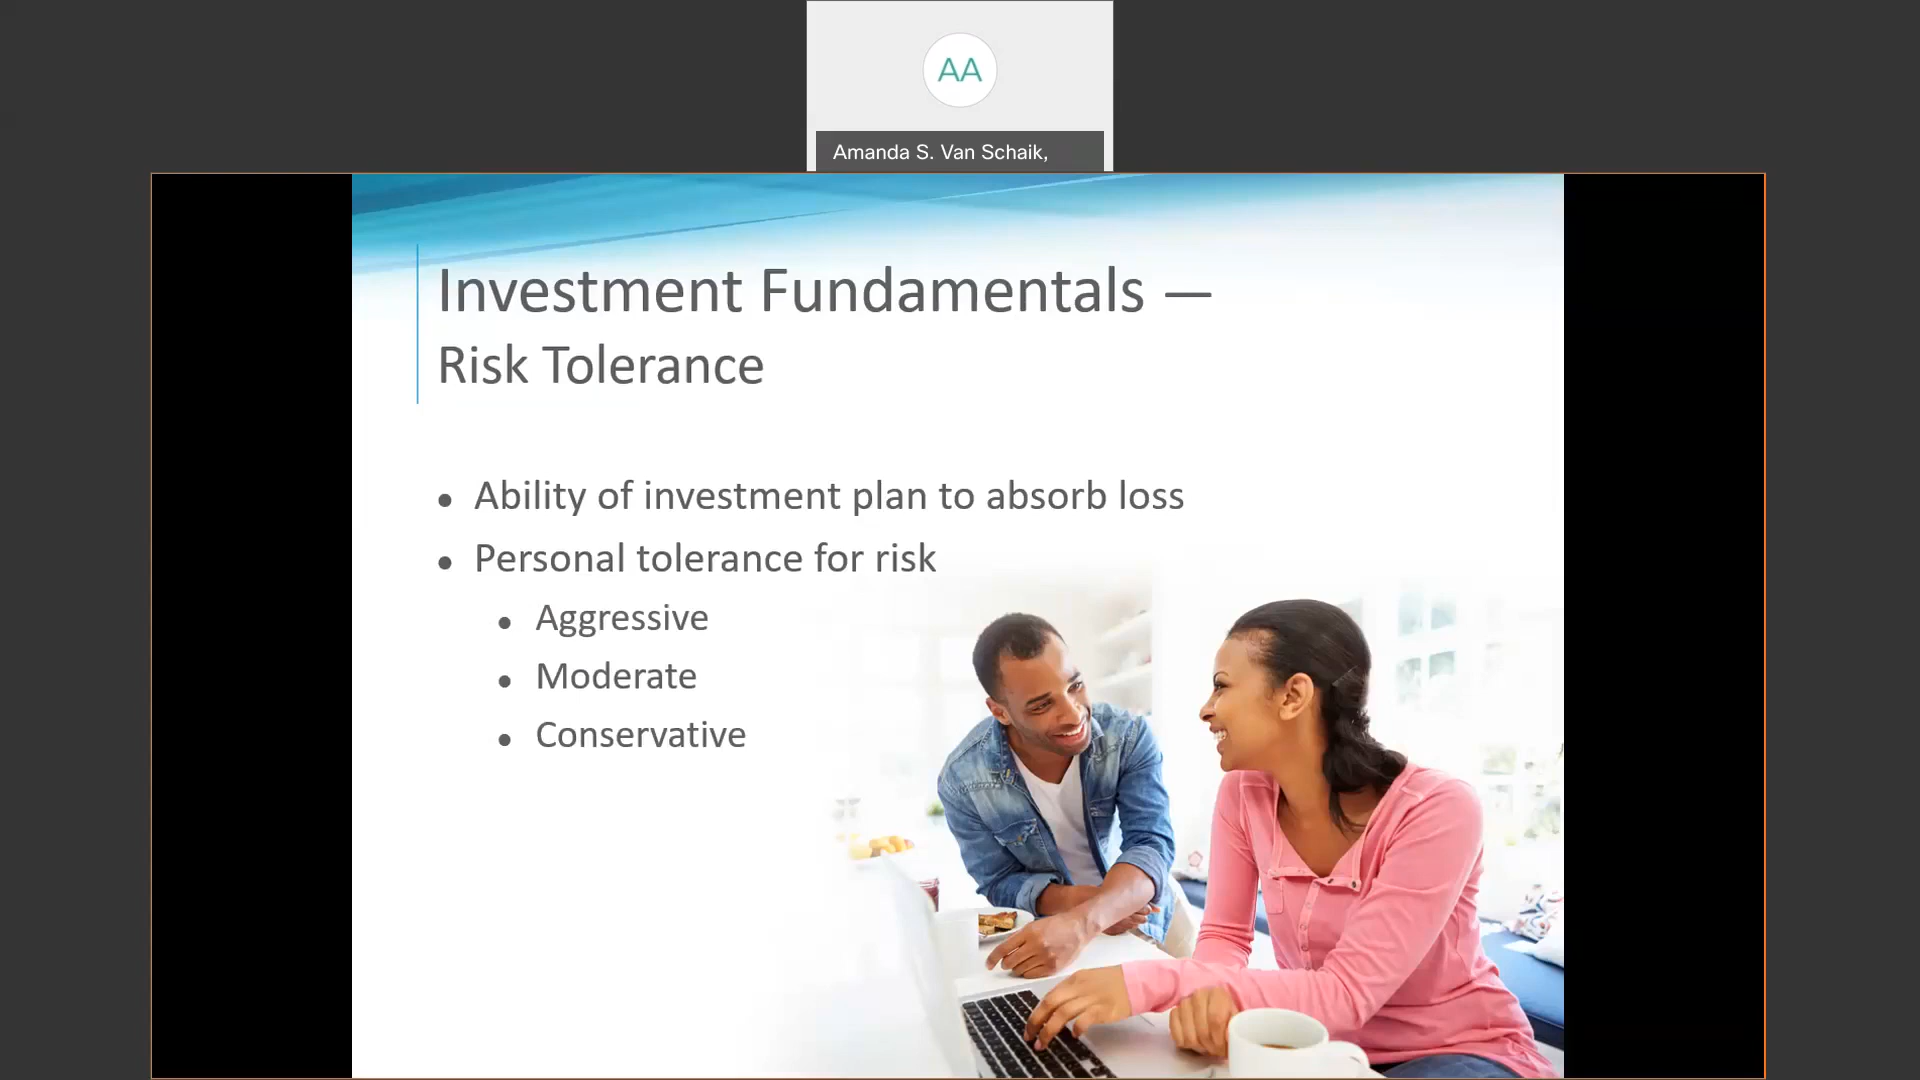 AA
Amanda S. Van Schaik,
Investment Fundamentals —
Risk Tolerance
• Ability of investment plan to absorb loss
• Personal tolerance for risk
• Aggressive
• Moderate
• Conservative